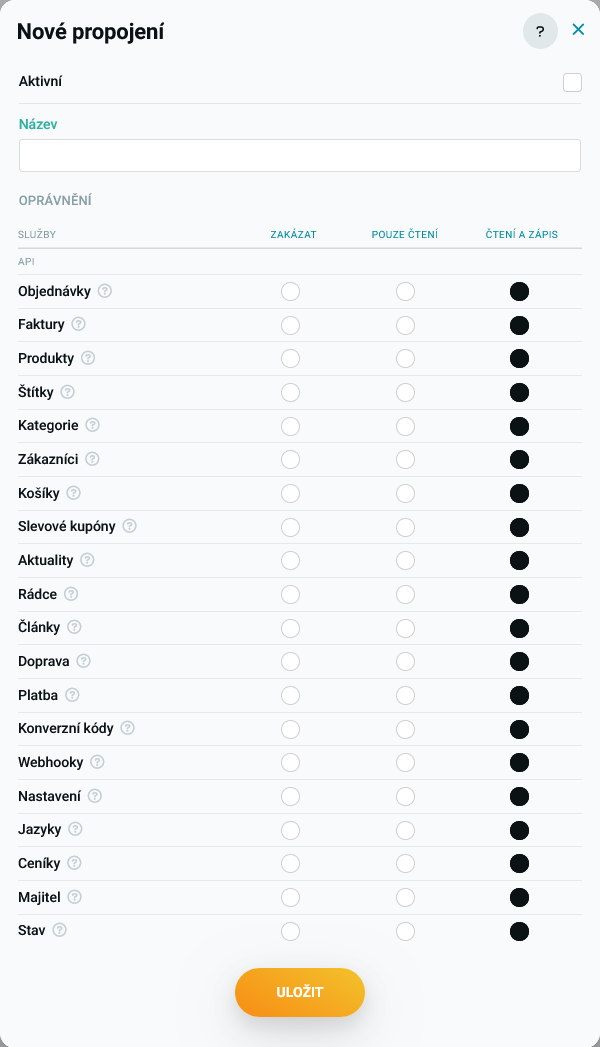 Nové propojení ?
Aktivní
Název
OPRÁVNĚNÍ
SLUŽBY ZAKÁZAT POUZE ČTENÍ ČTENÍ A ZÁPIS
API
Objednávky ?
Faktury ?
Produkty ?
Štítky ?
Kategorie ?
Zákazníci ?
Košíky ?
Slevové kupóny ?
Aktuality ?
Rádce ?
Články ?
Doprava ?
Platba ?
Konverzní kódy ?
Webhooky ?
Nastavení ?
Jazyky ?
Ceníky ?
Majitel ?
Stav ?
ULOŽIT